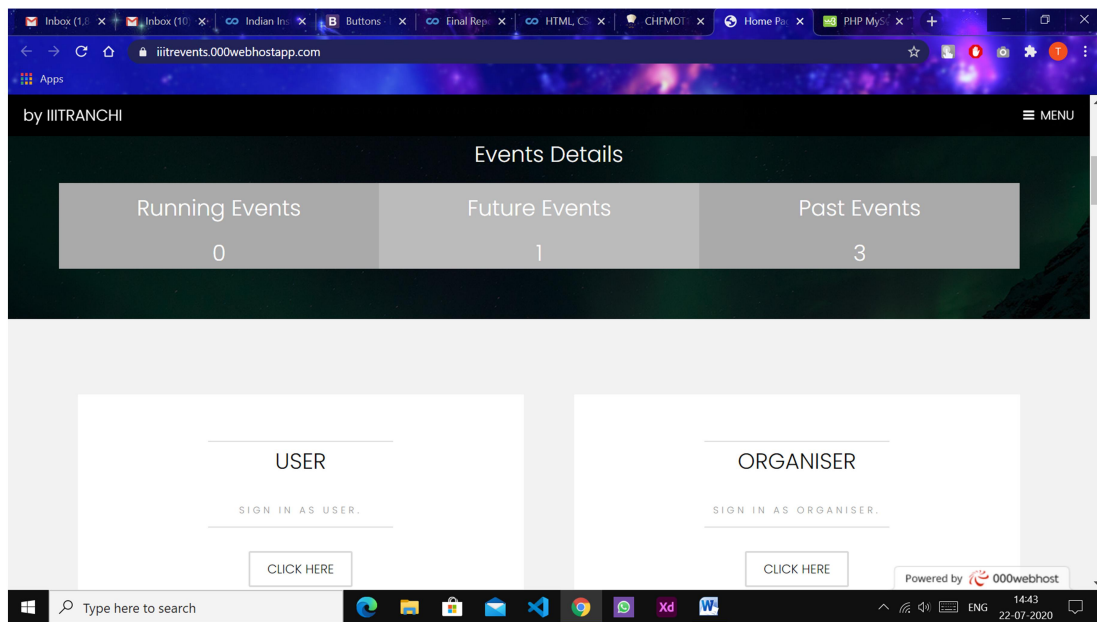 Inbox (1,8
Inbox (10
Indian Ins
Buttons
Final Rep
HTML, CS
CHFMOT
Home Pa
PHP MyS
iiitrevents.000webhostapp.com
Apps
by IIITRANCHI
MENU
Events Details
Running Events
Future Events
Past Events
0
1
3
USER
ORGANISER
SIGN IN AS USER.
SIGN IN AS ORGANISER.
CLICK HERE
CLICK HERE
Powered by 000webhost
Type here to search
Xd
ENG
14:43
22-07-2020